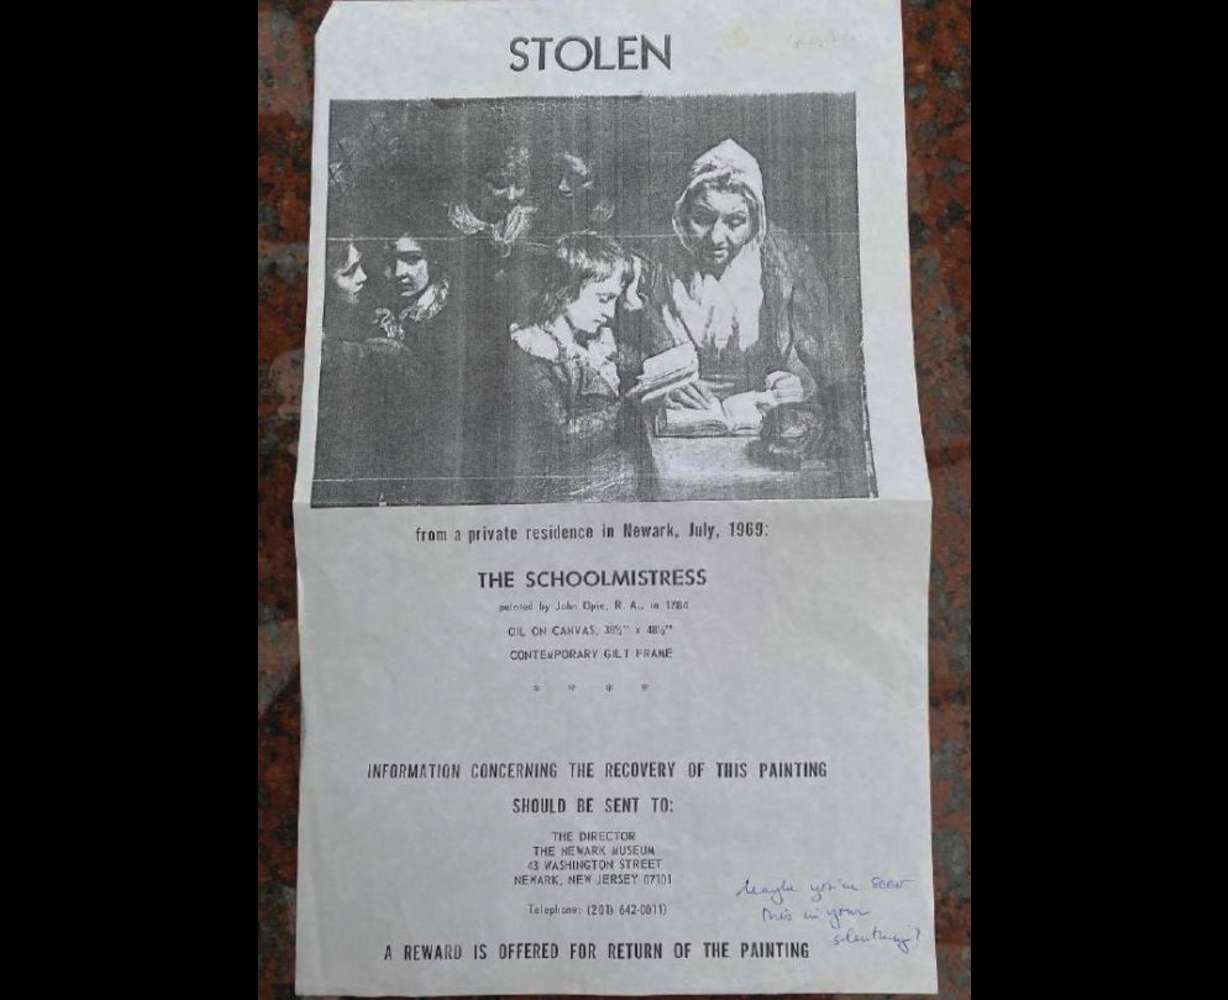 STOLEN
from a private residence in Newark, July, 1969:
THE SCHOOLMISTRESS
painted by John Opie, R. A., in 1784
OIL ON CANVAS, 38½" x 48½"
CONTEMPORARY GILT FRAME
* * * *
INFORMATION CONCERNING THE RECOVERY OF THIS PAINTING
SHOULD BE SENT TO:
THE DIRECTOR
THE NEWARK MUSEUM
43 WASHINGTON STREET
NEWARK, NEW JERSEY 07101
Telephone: (201) 642-0011)
Maybe you've seen
this in your
sleuthing?
A REWARD IS OFFERED FOR RETURN OF THE PAINTING